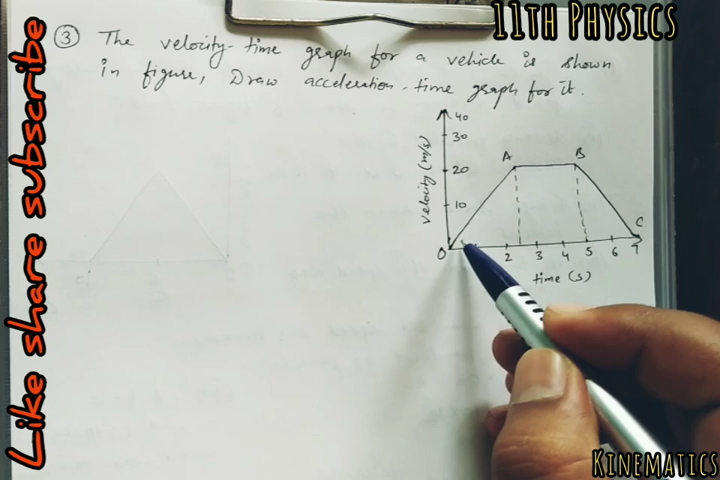 11th Physics
Like share subscribe
③ The velocity-time graph for a vehicle is shown
in figure, Draw acceleration-time graph for it.
velocity (m/s)
40
30
20
10
A B
C
0 2 3 4 5 6 7
time (s)
Kinematics